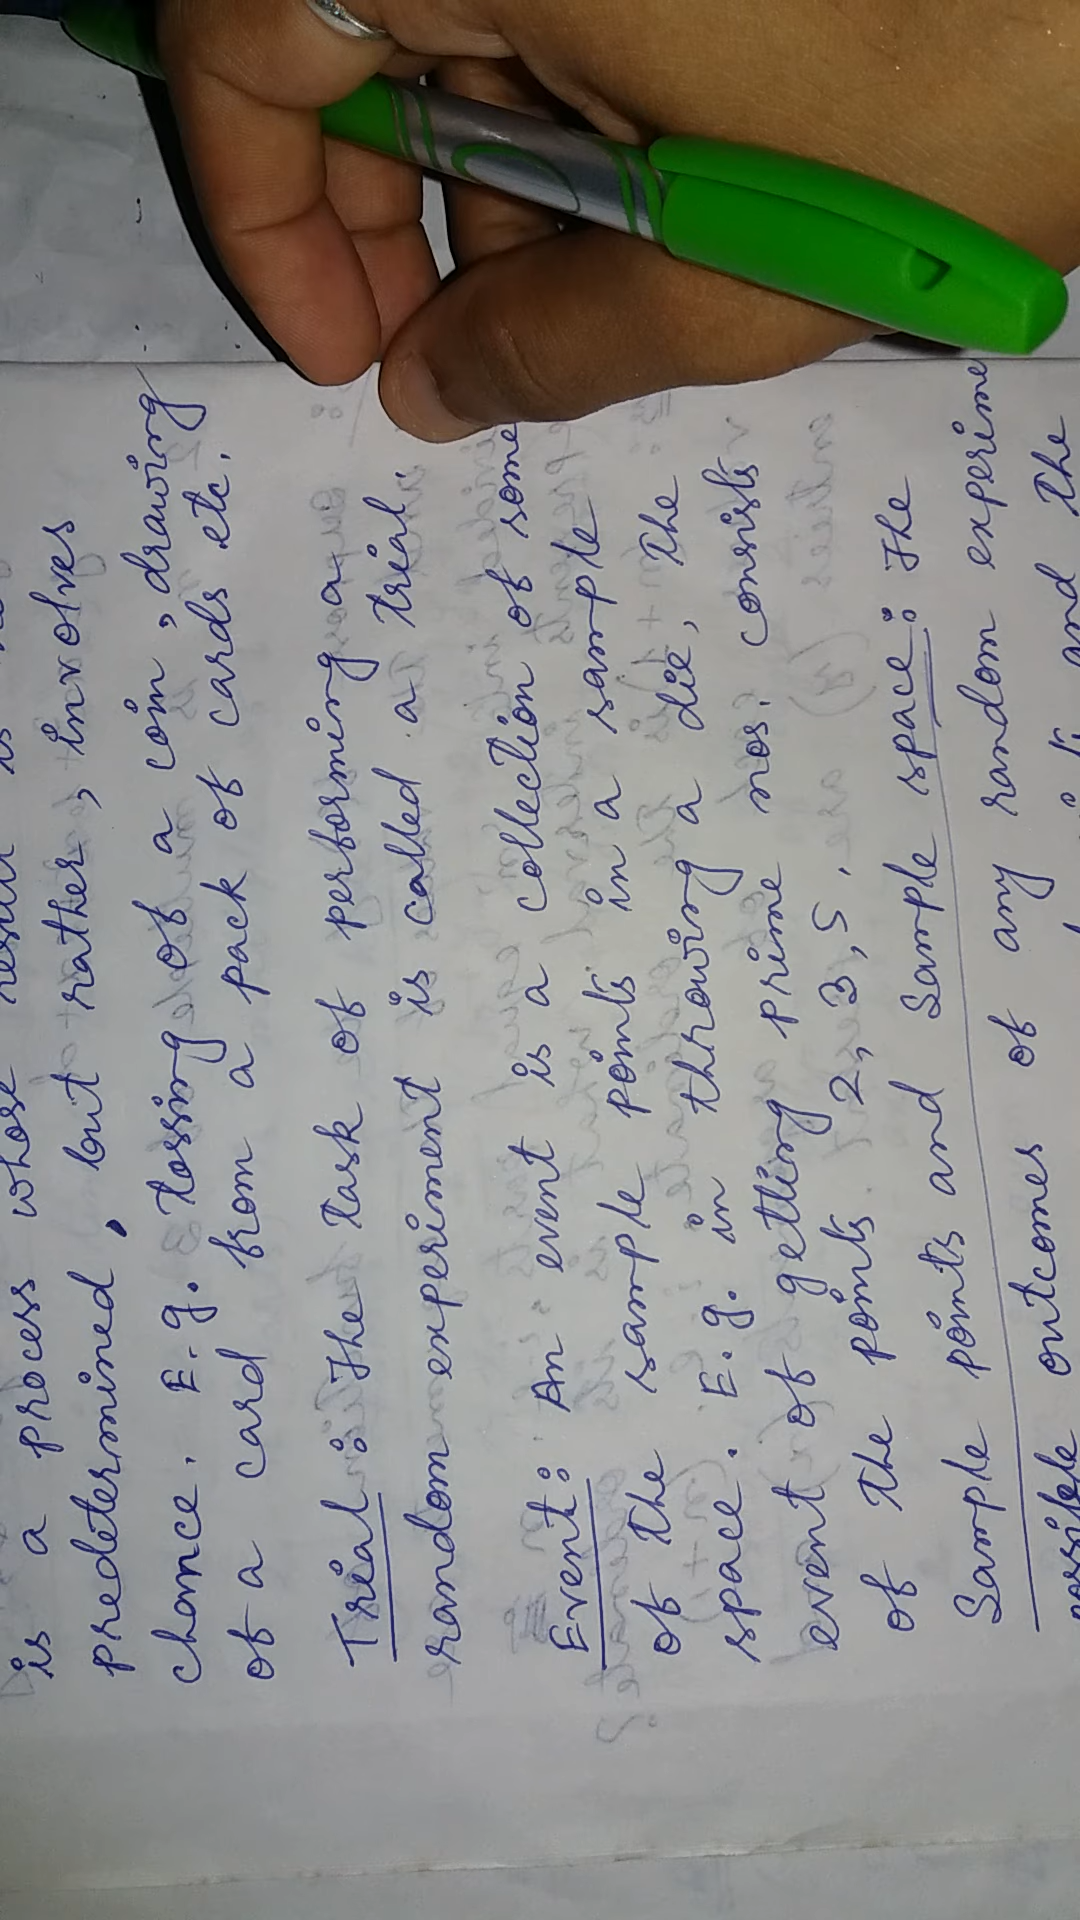 is a process whose result is
predetermined, but rather, involves
chance. E.g. tossing of a coin, drawing
of a card from a pack of cards etc.
Trial: The task of performing a
random experiment is called a trial.
Event: An event is a collection of some
of the sample points in a sample
space. E.g. in throwing a die, the
event of getting prime nos. consists
of the points 2, 3, 5.
Sample points and Sample space: The
possible outcomes of any random experime
and the